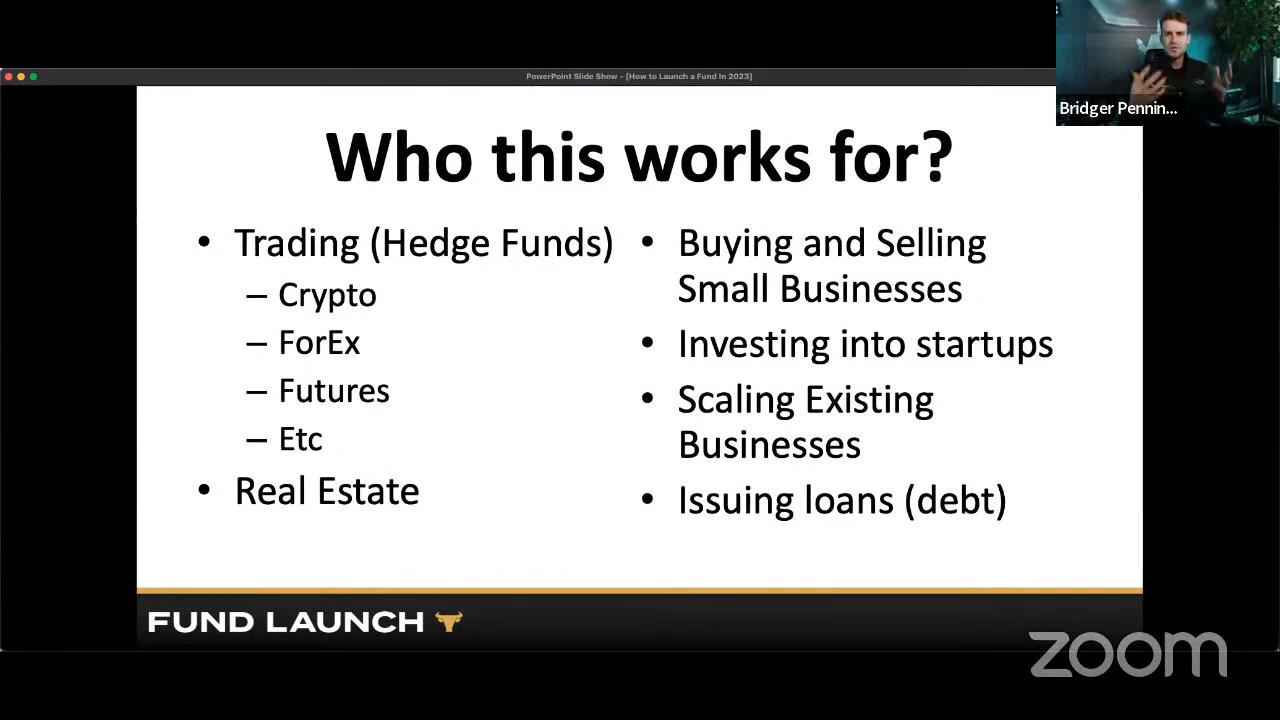 PowerPoint Slide Show - [How to Launch a Fund In 2023]
Bridger Pennin...
Who this works for?
• Trading (Hedge Funds)
– Crypto
– ForEx
– Futures
– Etc
• Real Estate
• Buying and Selling
Small Businesses
• Investing into startups
• Scaling Existing
Businesses
• Issuing loans (debt)
FUND LAUNCH
zoom